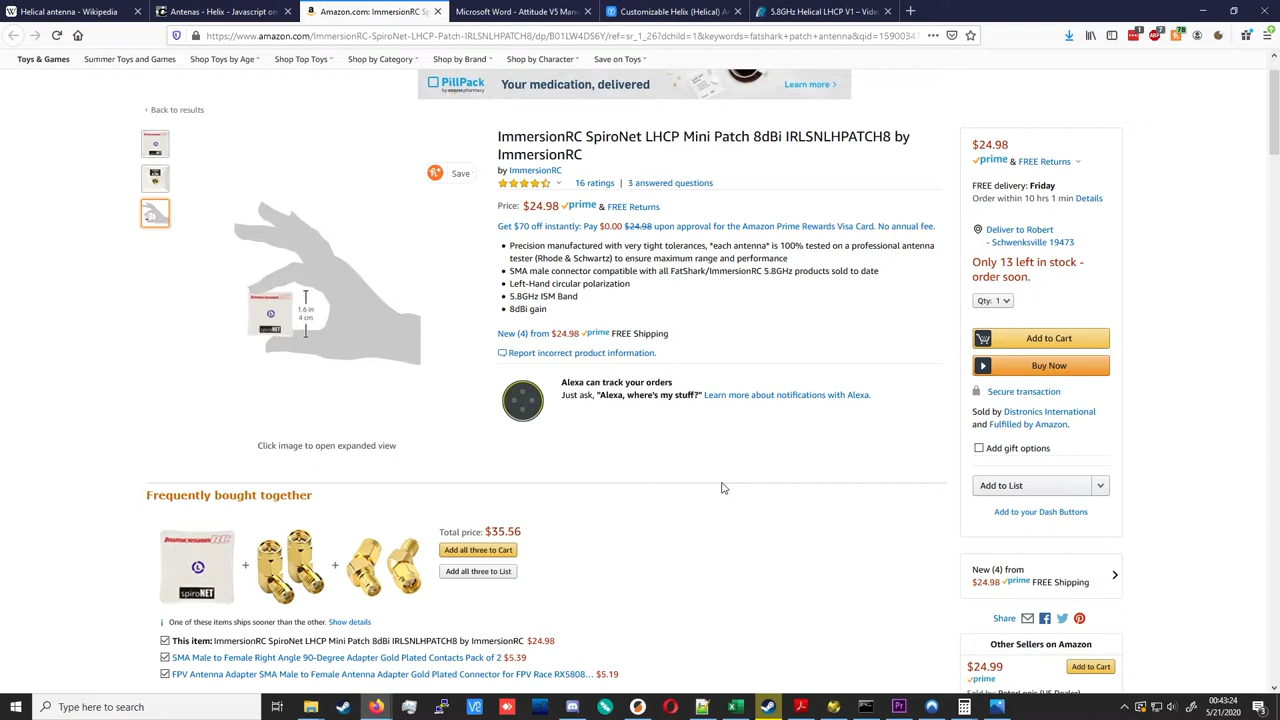 Helical antenna - Wikipedia
Antenas - Helix - Javascript on
Amazon.com: ImmersionRC Spi
Microsoft Word - Attitude V5 Man
Customizable Helix (Helical) A
5.8GHz Helical LHCP V1 – Video
https://www.amazon.com/ImmersionRC-SpiroNet-LHCP-Patch-IRLSNLHPATCH8/dp/B01LW4DS6Y/ref=sr_1_26?dchild=1&keywords=fatshark+patch+antenna&qid=15900347
78
Toys & Games Summer Toys and Games Shop Toys by Age Shop Top Toys Shop by Category Shop by Brand Shop by Character Save on Toys
PillPack
by amazon pharmacy
Your medication, delivered
Learn more >
‹ Back to results
Save
ImmersionRC SpiroNet LHCP Mini Patch 8dBi IRLSNLHPATCH8 by
ImmersionRC
by ImmersionRC
16 ratings | 3 answered questions
Price: $24.98 prime & FREE Returns
Get $70 off instantly: Pay $0.00 $24.98 upon approval for the Amazon Prime Rewards Visa Card. No annual fee.
• Precision manufactured with very tight tolerances, *each antenna* is 100% tested on a professional antenna
tester (Rhode & Schwartz) to ensure maximum range and performance
• SMA male connector compatible with all FatShark/ImmersionRC 5.8GHz products sold to date
• Left-Hand circular polarization
• 5.8GHz ISM Band
• 8dBi gain
New (4) from $24.98 prime FREE Shipping
Report incorrect product information.
Alexa can track your orders
Just ask, "Alexa, where's my stuff?" Learn more about notifications with Alexa.
ImmersionRC
spiroNET
1.6 in
4 cm
Click image to open expanded view
$24.98
prime & FREE Returns
FREE delivery: Friday
Order within 10 hrs 1 min Details
Deliver to Robert
- Schwenksville 19473
Only 13 left in stock -
order soon.
Qty: 1
Add to Cart
Buy Now
Secure transaction
Sold by Distronics International
and Fulfilled by Amazon.
Add gift options
Add to List
Add to your Dash Buttons
New (4) from
$24.98 prime FREE Shipping
Share
Other Sellers on Amazon
$24.99
prime
Add to Cart
Frequently bought together
ImmersionRC
L
spiroNET
+
+
Total price: $35.56
Add all three to Cart
Add all three to List
i One of these items ships sooner than the other. Show details
This item: ImmersionRC SpiroNet LHCP Mini Patch 8dBi IRLSNLHPATCH8 by ImmersionRC $24.98
SMA Male to Female Right Angle 90-Degree Adapter Gold Plated Contacts Pack of 2 $5.39
FPV Antenna Adapter SMA Male to Female Antenna Adapter Gold Plated Connector for FPV Race RX5808... $5.19
Type here to search
00:43:24
5/21/2020